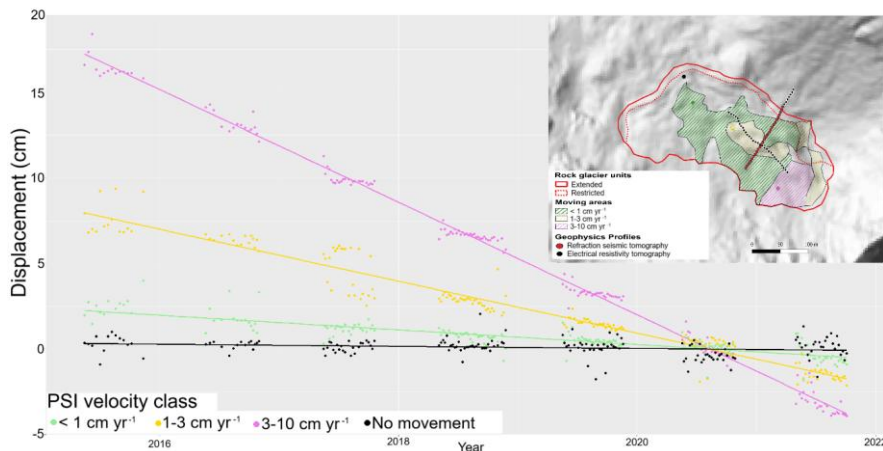 20
15
10
5
0
-5
Displacement (cm)
2016
2018
2020
2022
Year
PSI velocity class
< 1 cm yr⁻¹
1-3 cm yr⁻¹
3-10 cm yr⁻¹
No movement
Rock glacier units
Extended
Restricted
Moving areas
< 1 cm yr⁻¹
1-3 cm yr⁻¹
3-10 cm yr⁻¹
Geophysics Profiles
Refraction seismic tomography
Electrical resistivity tomography